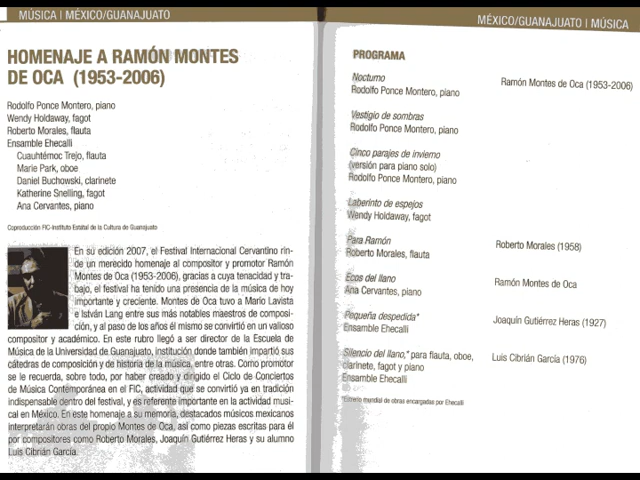 MÚSICA | MÉXICO/GUANAJUATO
HOMENAJE A RAMÓN MONTES
DE OCA (1953-2006)
Rodolfo Ponce Montero, piano
Wendy Holdaway, fagot
Roberto Morales, flauta
Ensamble Ehecalli
Cuauhtémoc Trejo, flauta
Marie Park, oboe
Daniel Buchowski, clarinete
Katherine Snelling, fagot
Ana Cervantes, piano
Coproducción FIC-Instituto Estatal de la Cultura de Guanajuato
En su edición 2007, el Festival Internacional Cervantino rin-
de un merecido homenaje al compositor y promotor Ramón
Montes de Oca (1953-2006), gracias a cuya tenacidad y tra-
bajo, el festival ha tenido una presencia de la música de hoy
importante y creciente. Montes de Oca tuvo a Mario Lavista
e István Lang entre sus más notables maestros de composi-
ción, y al paso de los años él mismo se convirtió en un valioso
compositor y académico. En este rubro llegó a ser director de la Escuela de
Música de la Universidad de Guanajuato, institución donde también impartió sus
cátedras de composición y de historia de la música, entre otras. Como promotor
se le recuerda, sobre todo, por haber creado y dirigido el Ciclo de Conciertos
de Música Contemporánea en el FIC, actividad que se convirtió ya en tradición
indispensable dentro del festival, y es referente importante en la actividad musi-
cal en México. En este homenaje a su memoria, destacados músicos mexicanos
interpretarán obras del propio Montes de Oca, así como piezas escritas para él
por compositores como Roberto Morales, Joaquín Gutiérrez Heras y su alumno
Luis Cibrián García.
MÉXICO/GUANAJUATO | MÚSICA
PROGRAMA
Nocturno Ramón Montes de Oca (1953-2006)
Rodolfo Ponce Montero, piano
Vestigio de sombras
Rodolfo Ponce Montero, piano
Cinco parajes de invierno
(versión para piano solo)
Rodolfo Ponce Montero, piano
Laberinto de espejos
Wendy Holdaway, fagot
Para Ramón Roberto Morales (1958)
Roberto Morales, flauta
Ecos del llano Ramón Montes de Oca
Ana Cervantes, piano
Pequeña despedida* Joaquín Gutiérrez Heras (1927)
Ensamble Ehecalli
Silencio del llano,* para flauta, oboe, Luis Cibrián García (1976)
clarinete, fagot y piano
Ensamble Ehecalli
*Estreno mundial de obras encargadas por Ehecalli